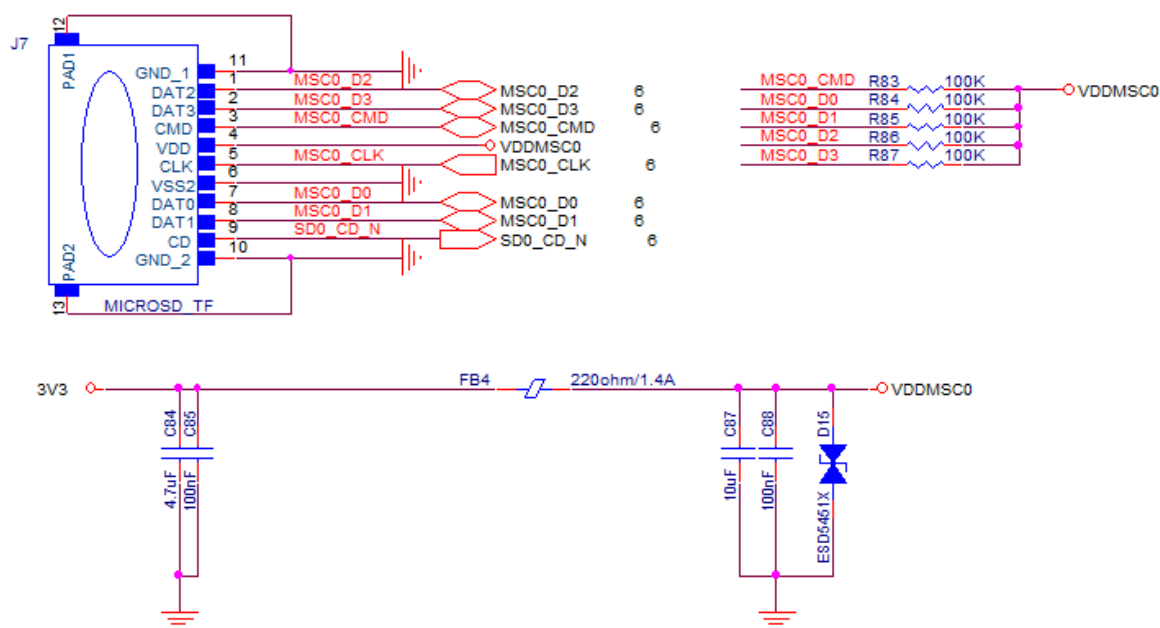 J7
12
PAD1
GND_1 11
DAT2 1 MSC0_D2 MSC0_D2 6
DAT3 2 MSC0_D3 MSC0_D3 6
CMD 3 MSC0_CMD MSC0_CMD 6
VDD 4 VDDMSC0
CLK 5 MSC0_CLK MSC0_CLK 6
VSS2 6
DAT0 7 MSC0_D0 MSC0_D0 6
DAT1 8 MSC0_D1 MSC0_D1 6
CD 9 SD0_CD_N SD0_CD_N 6
GND_2 10
PAD2
13
MICROSD_TF
MSC0_CMD R83 100K VDDMSC0
MSC0_D0 R84 100K
MSC0_D1 R85 100K
MSC0_D2 R86 100K
MSC0_D3 R87 100K
3V3 FB4 220ohm/1.4A VDDMSC0
C84 C85 C87 C88 D15
4.7uF 100nF 10uF 100nF ESD5451X